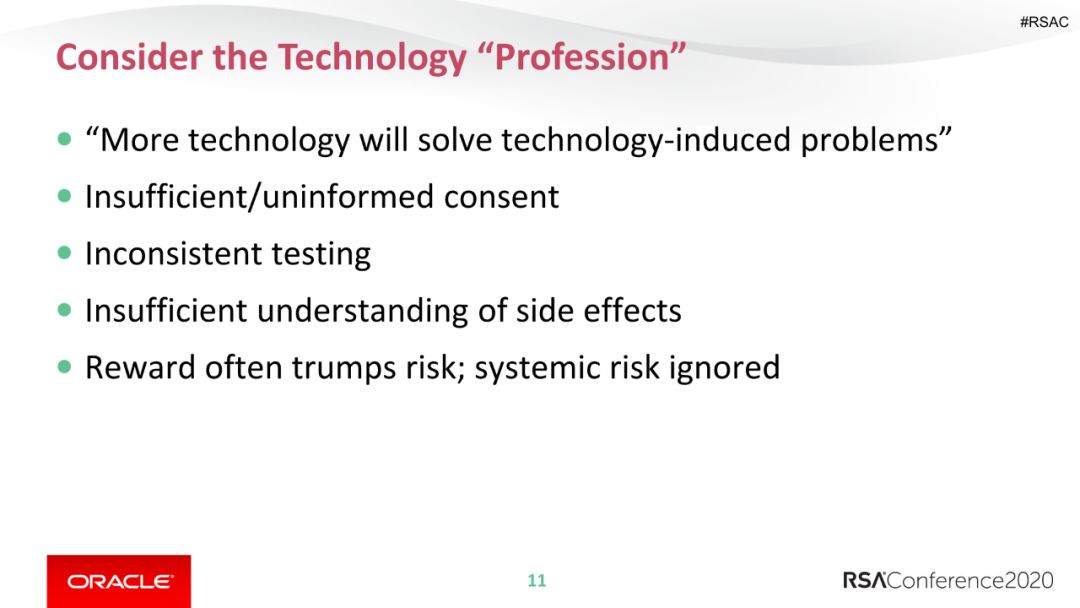 #RSAC
Consider the Technology “Profession”
• “More technology will solve technology-induced problems”
• Insufficient/uninformed consent
• Inconsistent testing
• Insufficient understanding of side effects
• Reward often trumps risk; systemic risk ignored
ORACLE
11
RSAConference2020